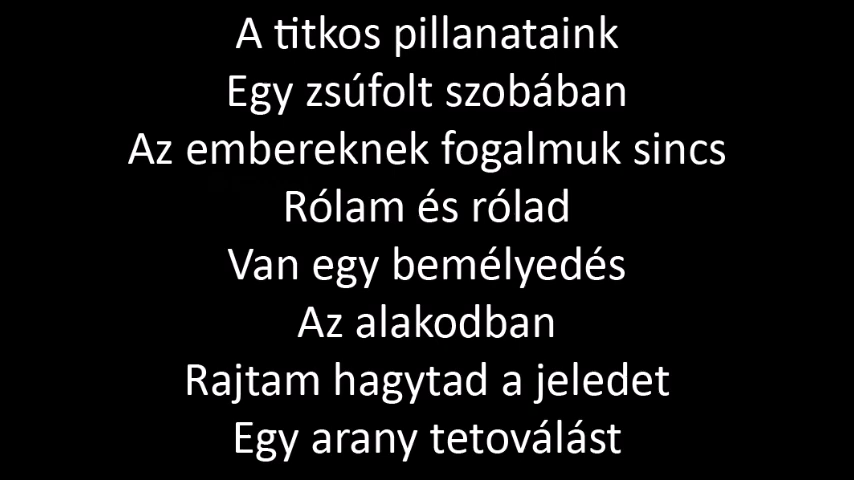 A titkos pillanataink
Egy zsúfolt szobában
Az embereknek fogalmuk sincs
Rólam és rólad
Van egy bemélyedés
Az alakodban
Rajtam hagytad a jeledet
Egy arany tetoválást